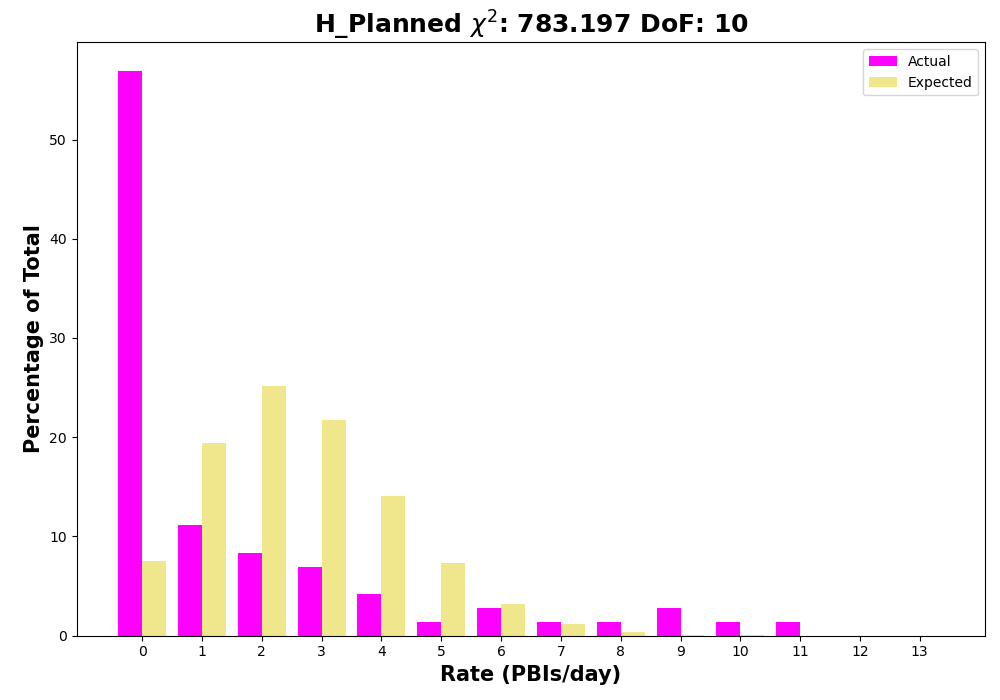 H_Planned χ²: 783.197 DoF: 10
Actual
Expected
Percentage of Total
50
40
30
20
10
0
0 1 2 3 4 5 6 7 8 9 10 11 12 13
Rate (PBIs/day)